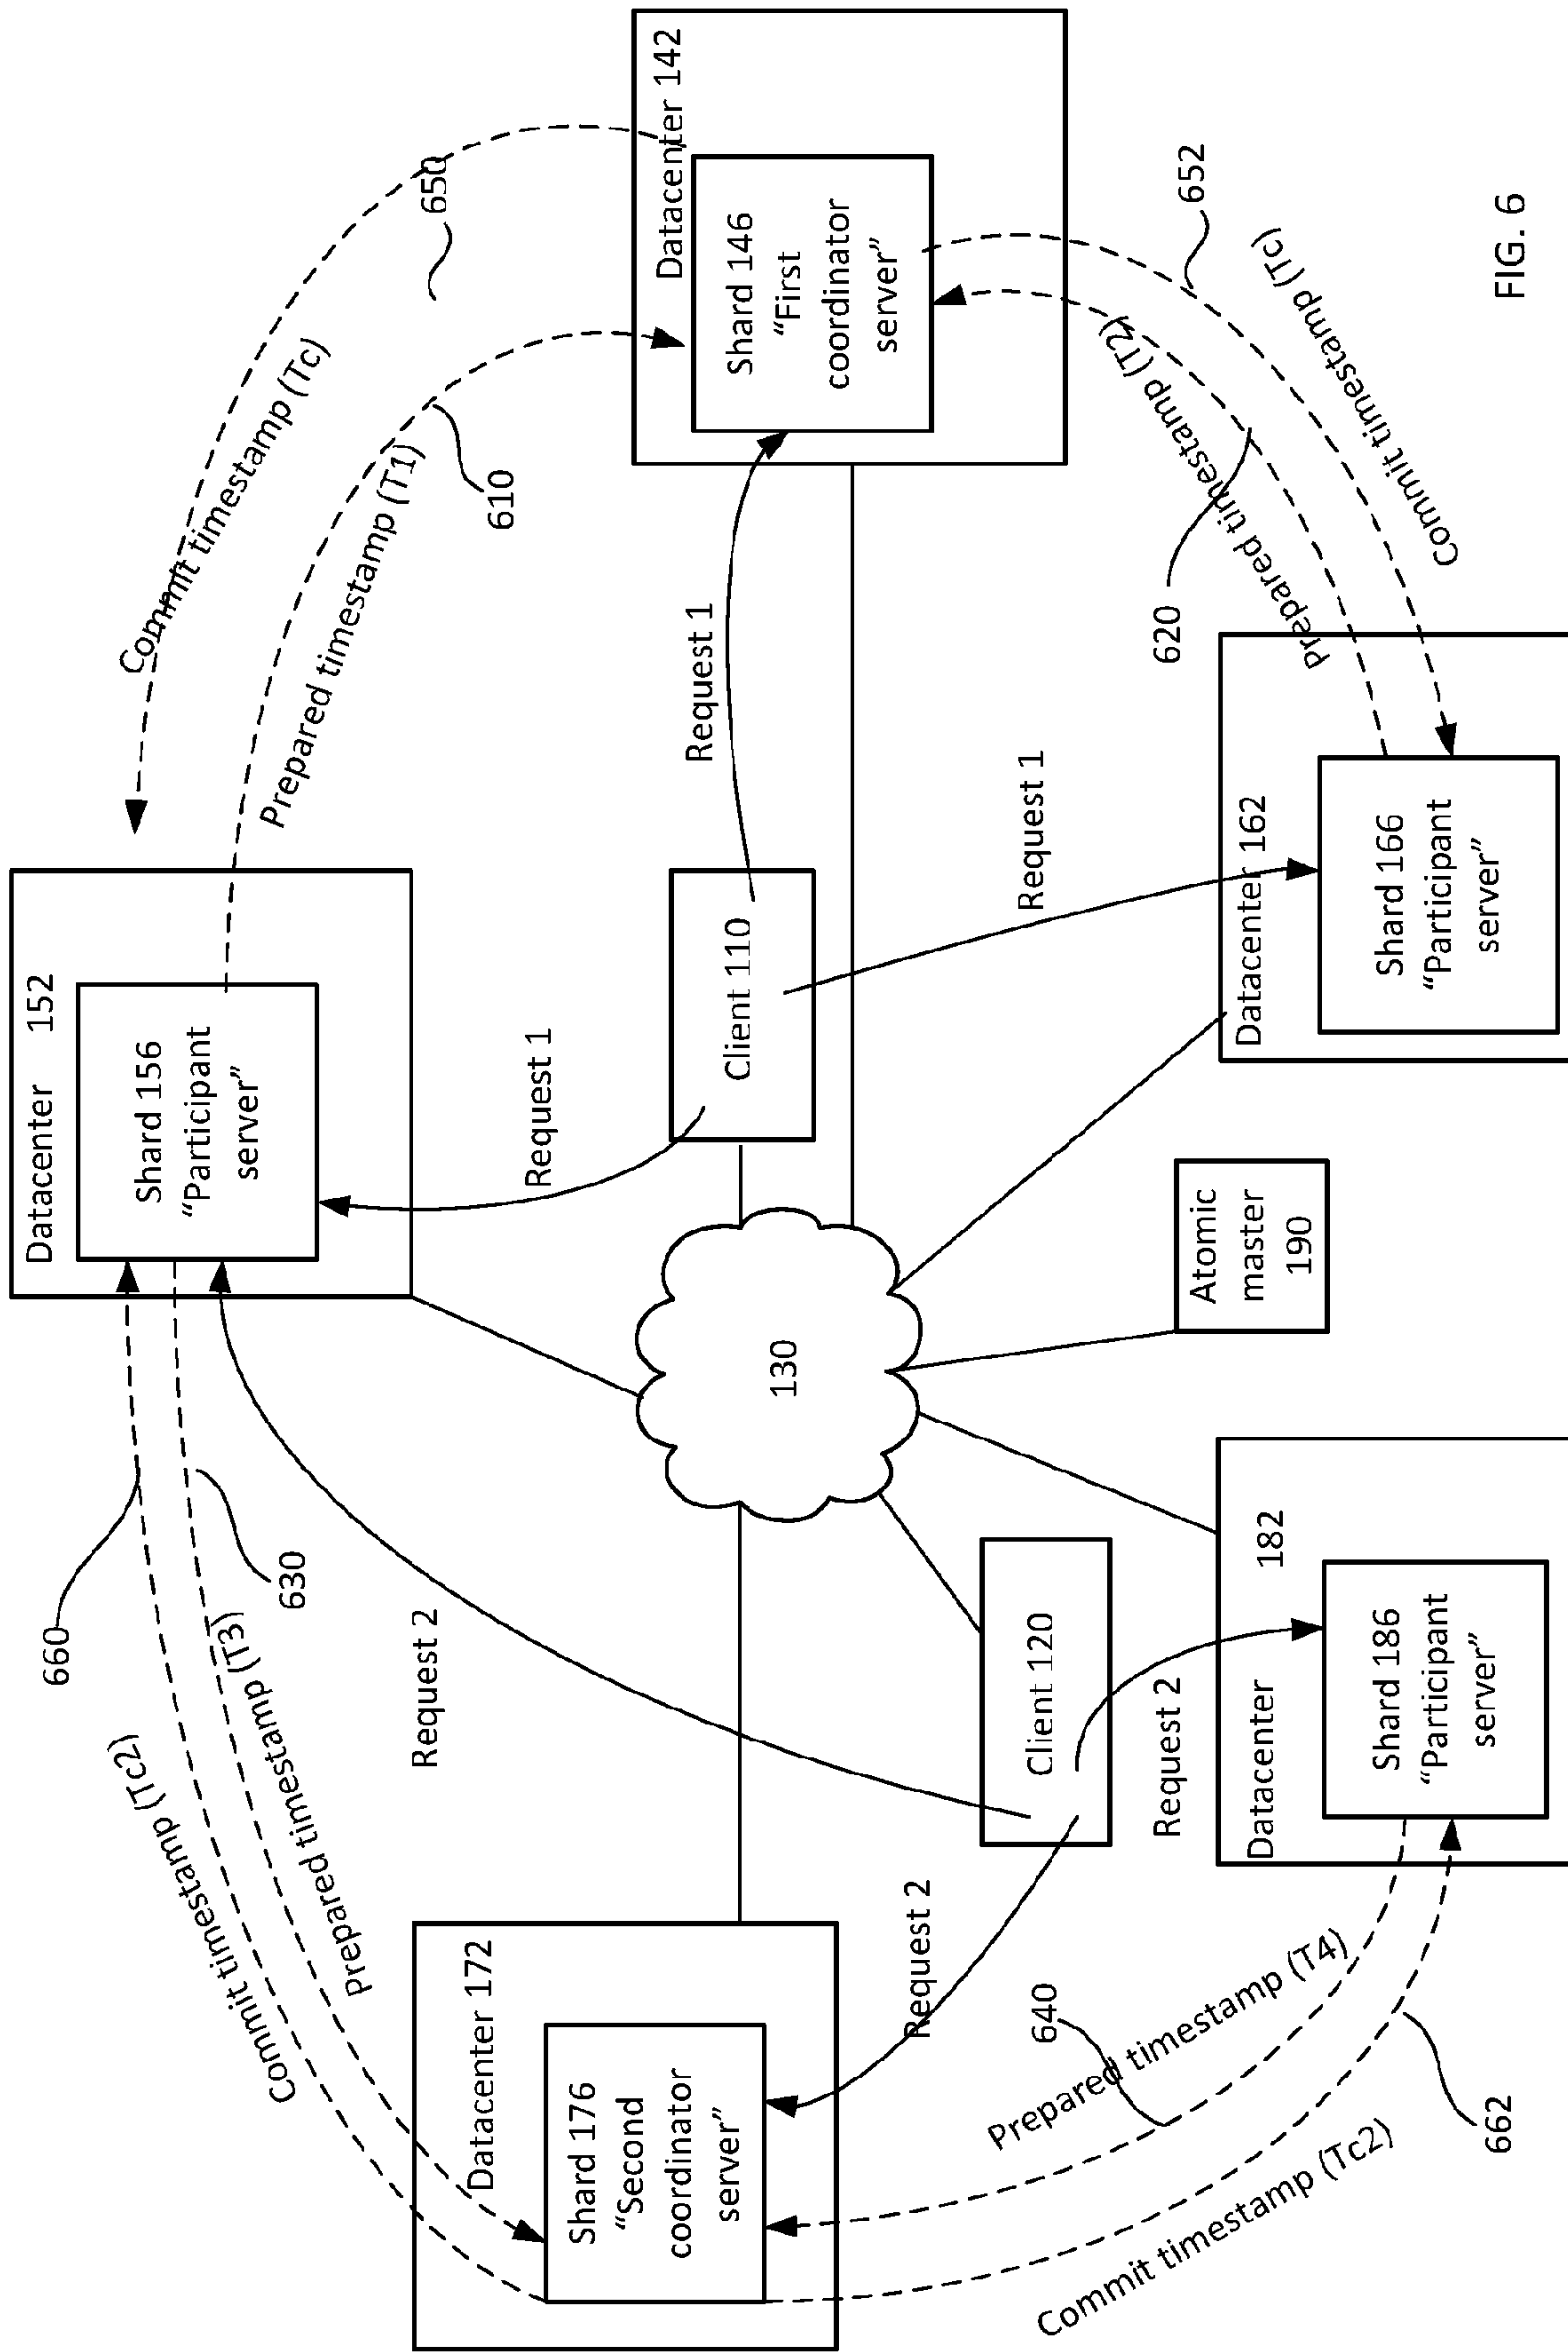 Datacenter 152
Shard 156
"Participant
server"
660
630
Commit timestamp (Tc2)
Prepared timestamp (T3)
Commit timestamp (Tc)
Prepared timestamp (T1)
650
610
Datacenter 172
Shard 176
"Second
coordinator
server"
Request 2
Request 1
Request 1
Datacenter 142
Shard 146
"First
coordinator
server"
130
Client 110
Client 120
Request 2
Request 2
Request 1
640
Prepared timestamp (T4)
Commit timestamp (Tc2)
662
Datacenter 182
Shard 186
"Participant
server"
Atomic
master
190
Datacenter 162
Shard 166
"Participant
server"
620
Prepared timestamp (T2)
652
Commit timestamp (Tc)
FIG. 6